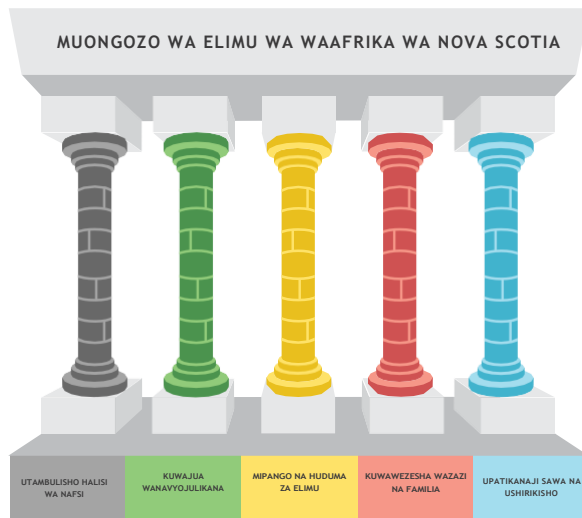 MUONGOZO WA ELIMU WA WAAFRIKA WA NOVA SCOTIA
UTAMBULISHO HALISI
WA NAFSI
KUWAJUA
WANAVYOJULIKANA
MIPANGO NA HUDUMA
ZA ELIMU
KUWAWEZESHA WAZAZI
NA FAMILIA
UPATIKANAJI SAWA NA
USHIRIKISHO